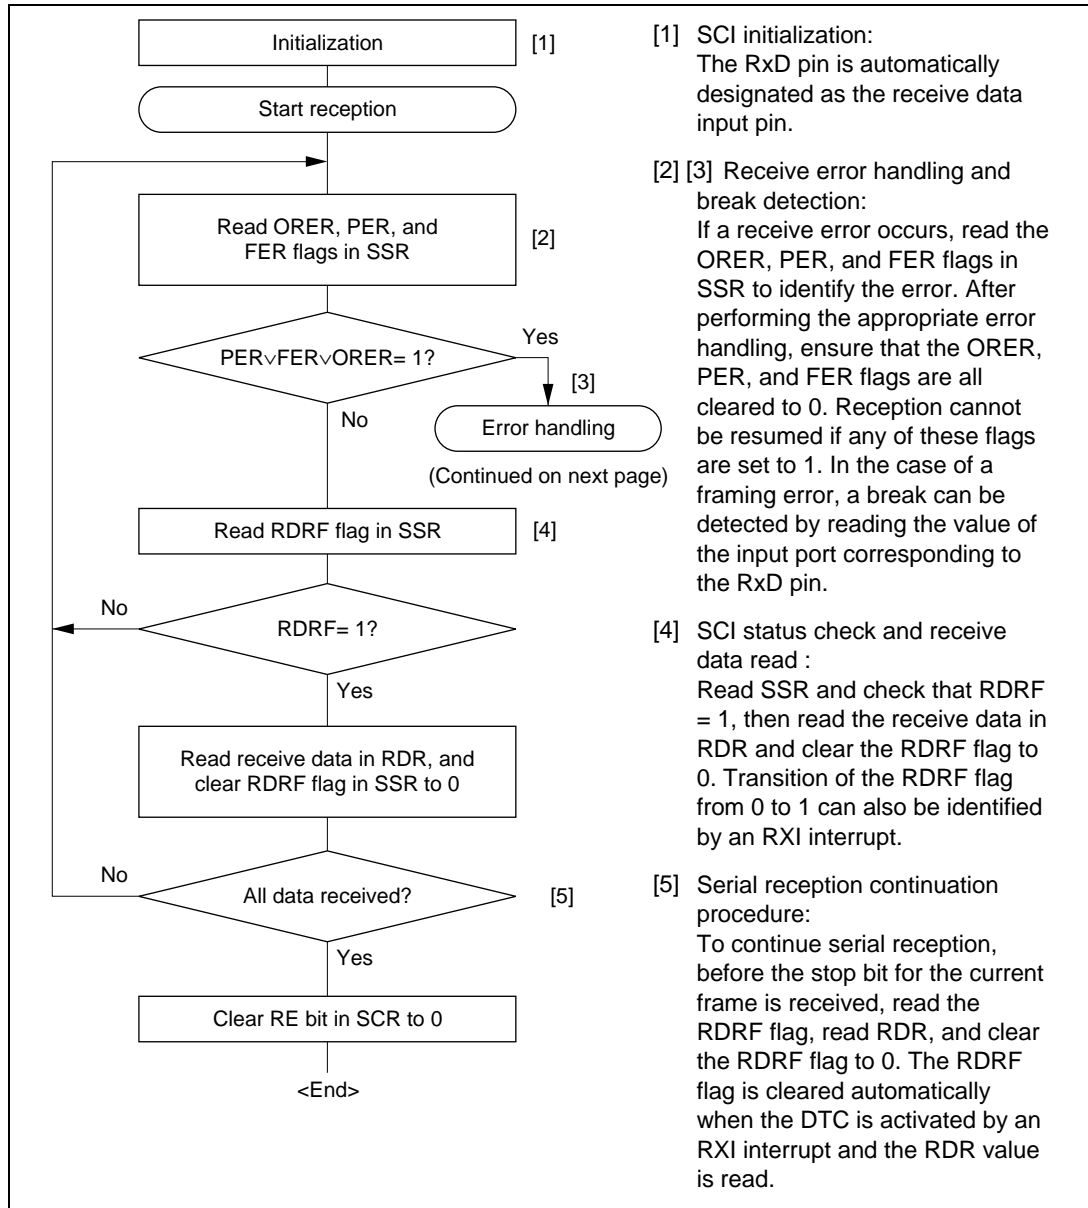 Initialization
[1]
Start reception
Read ORER, PER, and
FER flags in SSR
[2]
PER∨FER∨ORER= 1?
Yes
[3]
No
Error handling
(Continued on next page)
Read RDRF flag in SSR
[4]
No
RDRF= 1?
Yes
Read receive data in RDR, and
clear RDRF flag in SSR to 0
No
All data received?
[5]
Yes
Clear RE bit in SCR to 0
<End>
[1] SCI initialization:
The RxD pin is automatically
designated as the receive data
input pin.
[2] [3] Receive error handling and
break detection:
If a receive error occurs, read the
ORER, PER, and FER flags in
SSR to identify the error. After
performing the appropriate error
handling, ensure that the ORER,
PER, and FER flags are all
cleared to 0. Reception cannot
be resumed if any of these flags
are set to 1. In the case of a
framing error, a break can be
detected by reading the value of
the input port corresponding to
the RxD pin.
[4] SCI status check and receive
data read :
Read SSR and check that RDRF
= 1, then read the receive data in
RDR and clear the RDRF flag to
0. Transition of the RDRF flag
from 0 to 1 can also be identified
by an RXI interrupt.
[5] Serial reception continuation
procedure:
To continue serial reception,
before the stop bit for the current
frame is received, read the
RDRF flag, read RDR, and clear
the RDRF flag to 0. The RDRF
flag is cleared automatically
when the DTC is activated by an
RXI interrupt and the RDR value
is read.